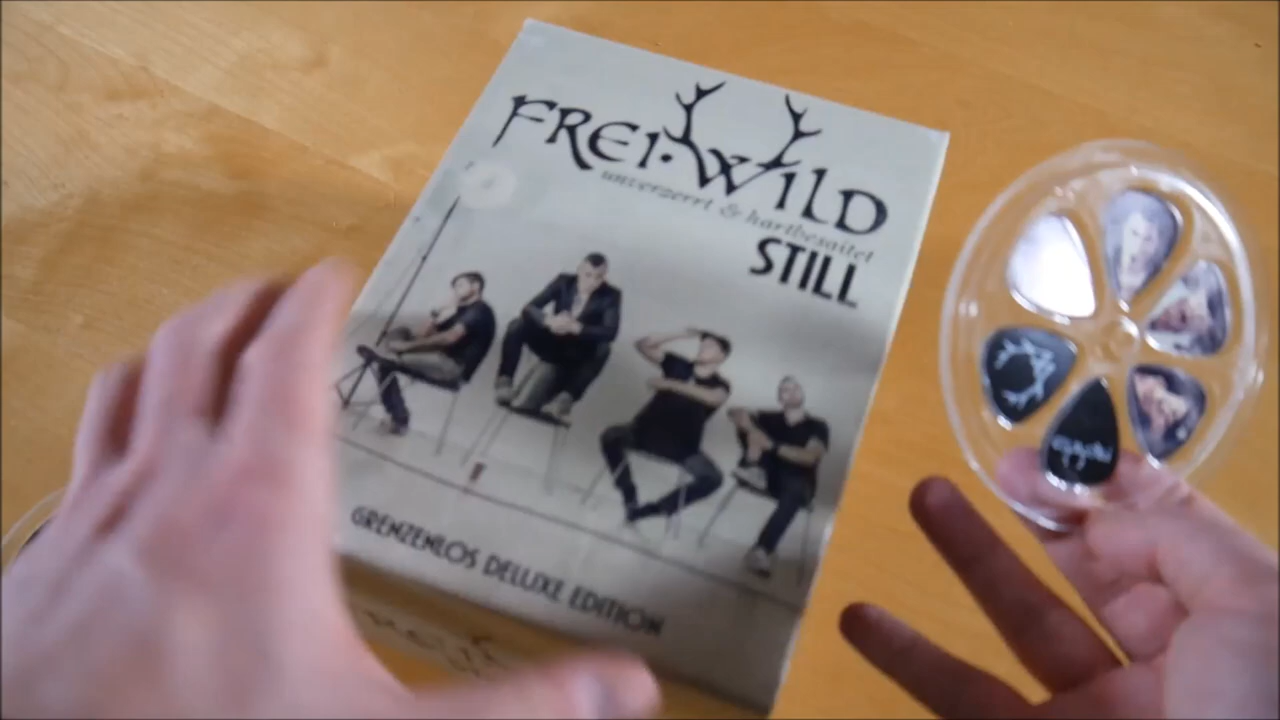 FREI.WILD
unverzerrt & hartbesaitet
STILL
GRENZENLOS DELUXE EDITION